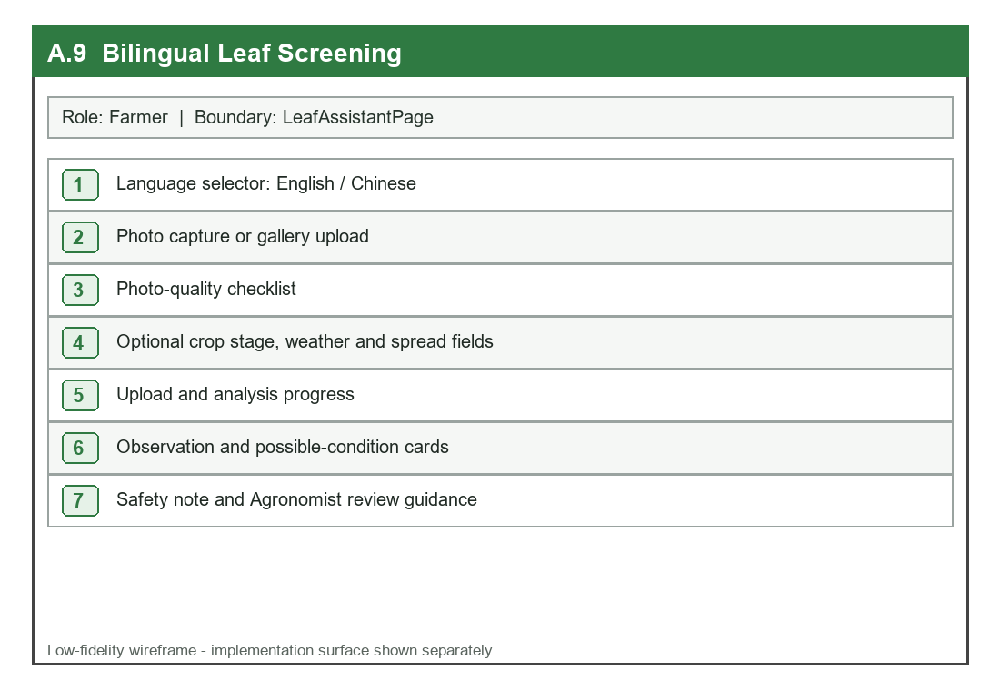 A.9 Bilingual Leaf Screening
Role: Farmer | Boundary: LeafAssistantPage
1 Language selector: English / Chinese
2 Photo capture or gallery upload
3 Photo-quality checklist
4 Optional crop stage, weather and spread fields
5 Upload and analysis progress
6 Observation and possible-condition cards
7 Safety note and Agronomist review guidance
Low-fidelity wireframe - implementation surface shown separately